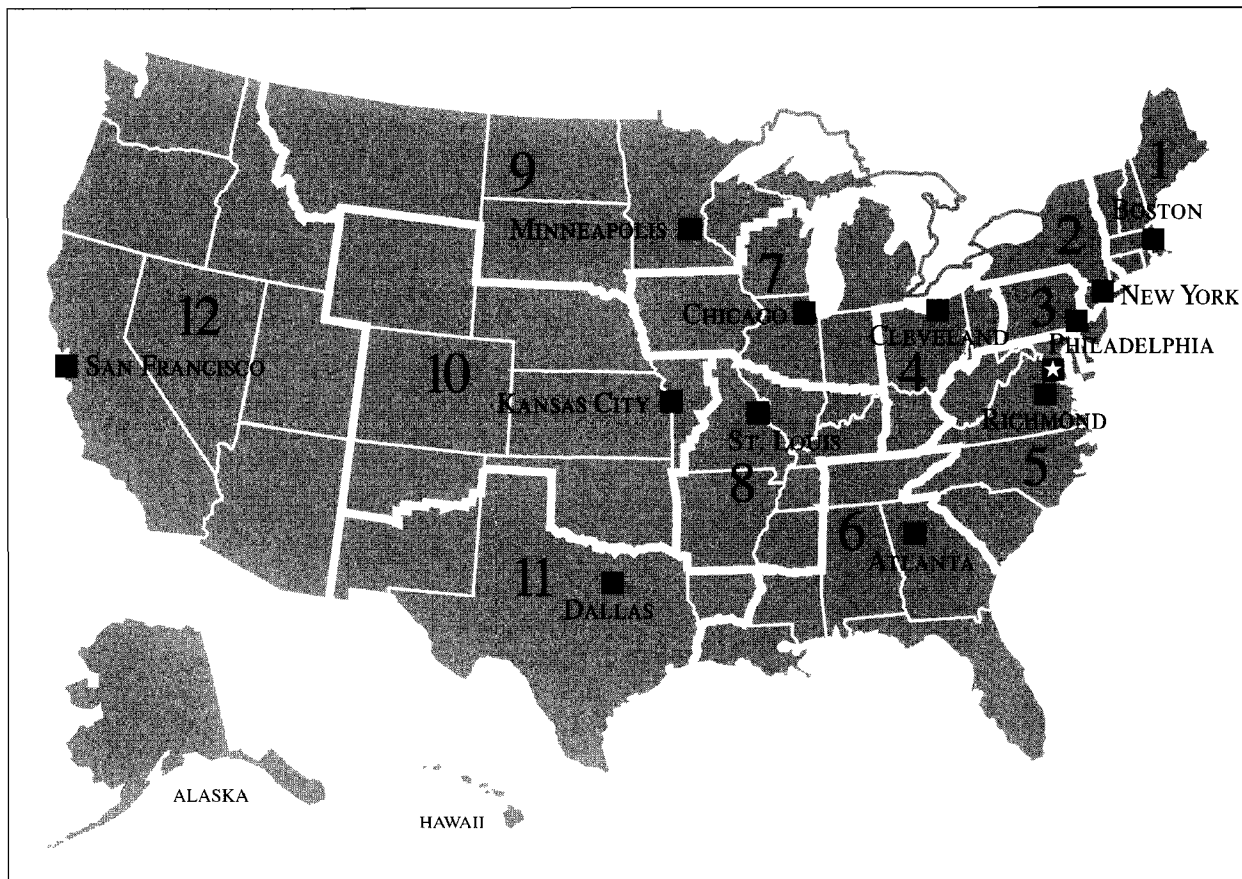 1
BOSTON
2
9
MINNEAPOLIS
7
NEW YORK
3
CHICAGO
CLEVELAND
PHILADELPHIA
12
SAN FRANCISCO
10
4
KANSAS CITY
RICHMOND
ST. LOUIS
5
8
6
ATLANTA
11
DALLAS
ALASKA
HAWAII